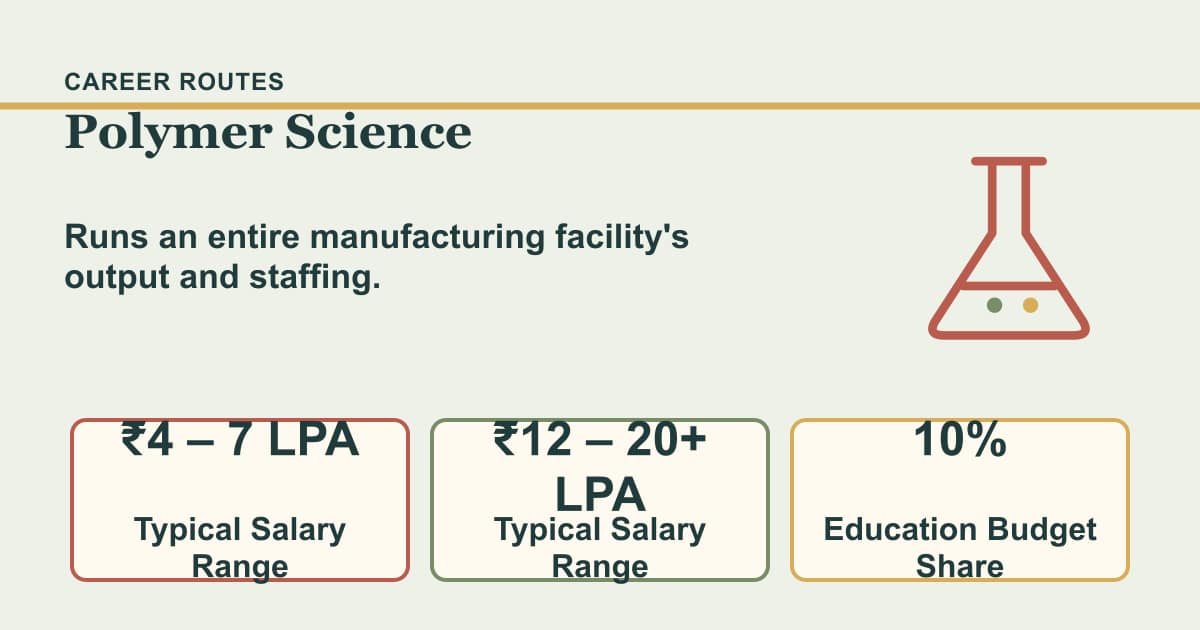 CAREER ROUTES
Polymer Science
Runs an entire manufacturing facility's
output and staffing.
₹4 – 7 LPA
Typical Salary
Range
₹12 – 20+
LPA
Typical Salary
Range
10%
Education Budget
Share